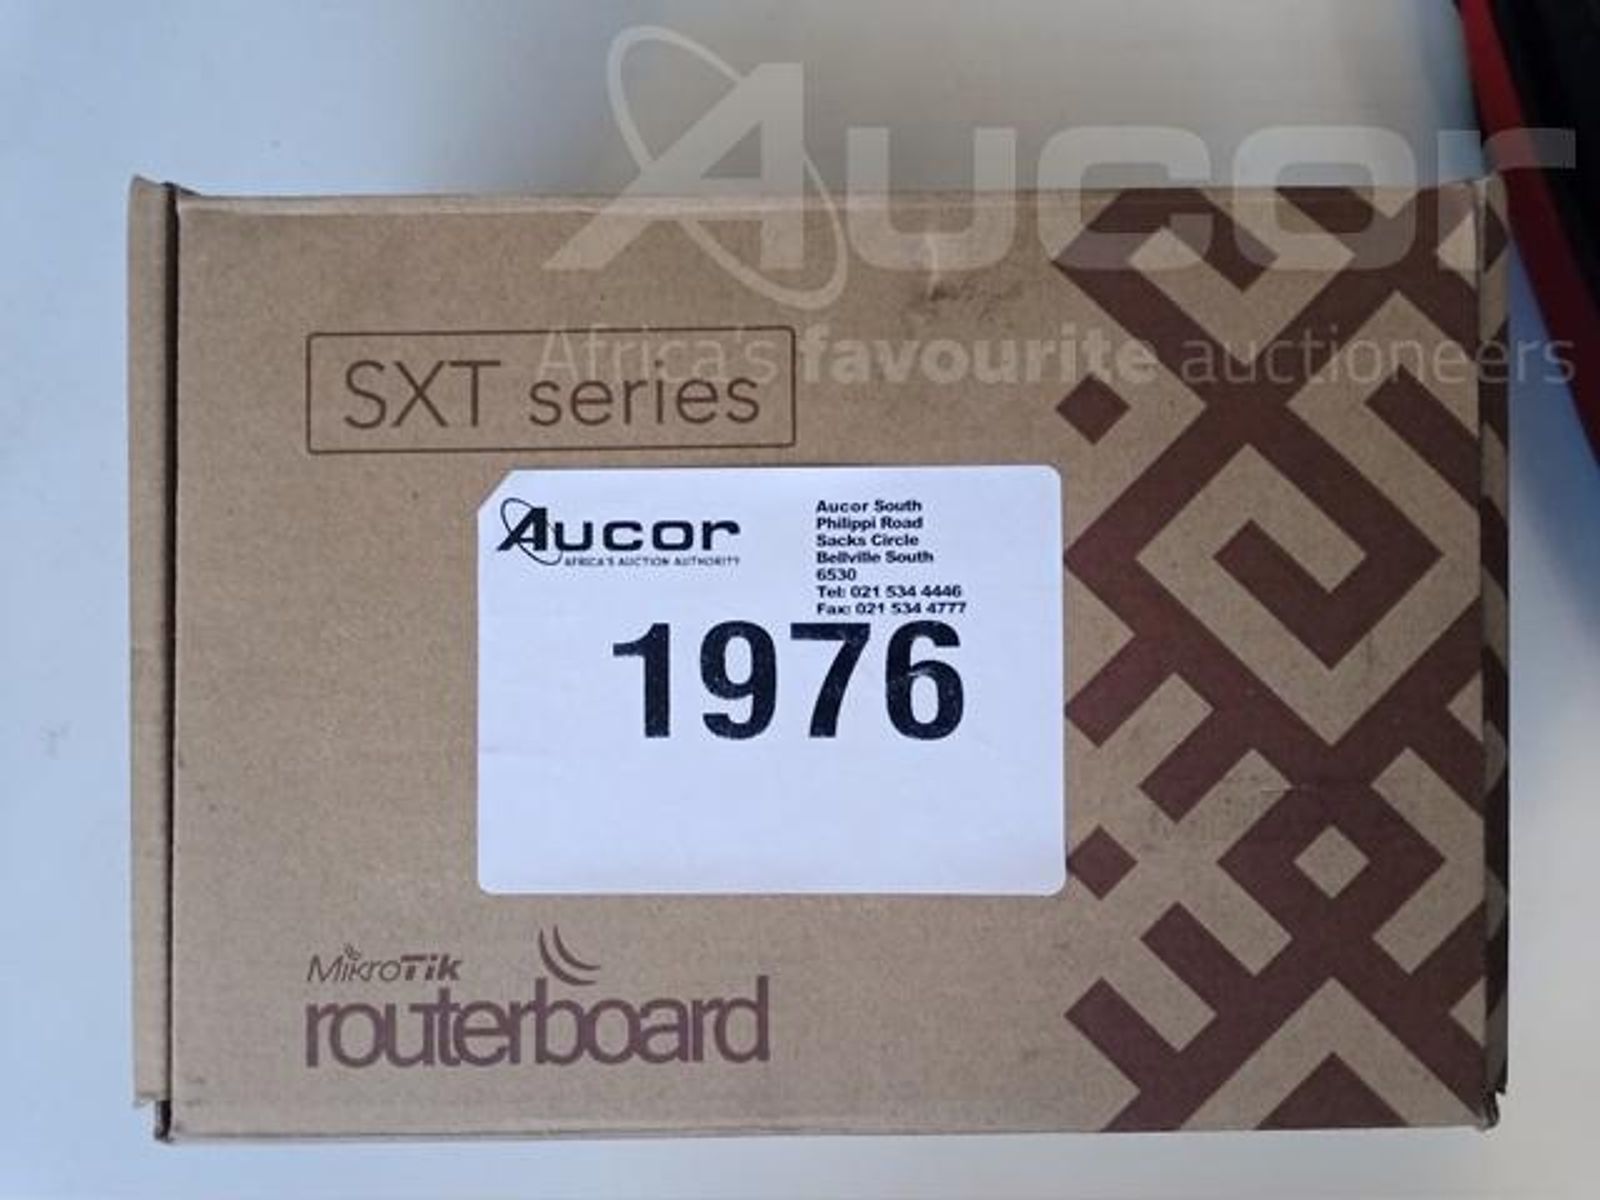 Aucor
Africa's favourite auctioneers
SXT series
Aucor
AFRICA'S AUCTION AUTHORITY
Aucor South
Philippi Road
Sacks Circle
Bellville South
6530
Tel: 021 534 4446
Fax: 021 534 4777
1976
MikroTik
routerboard